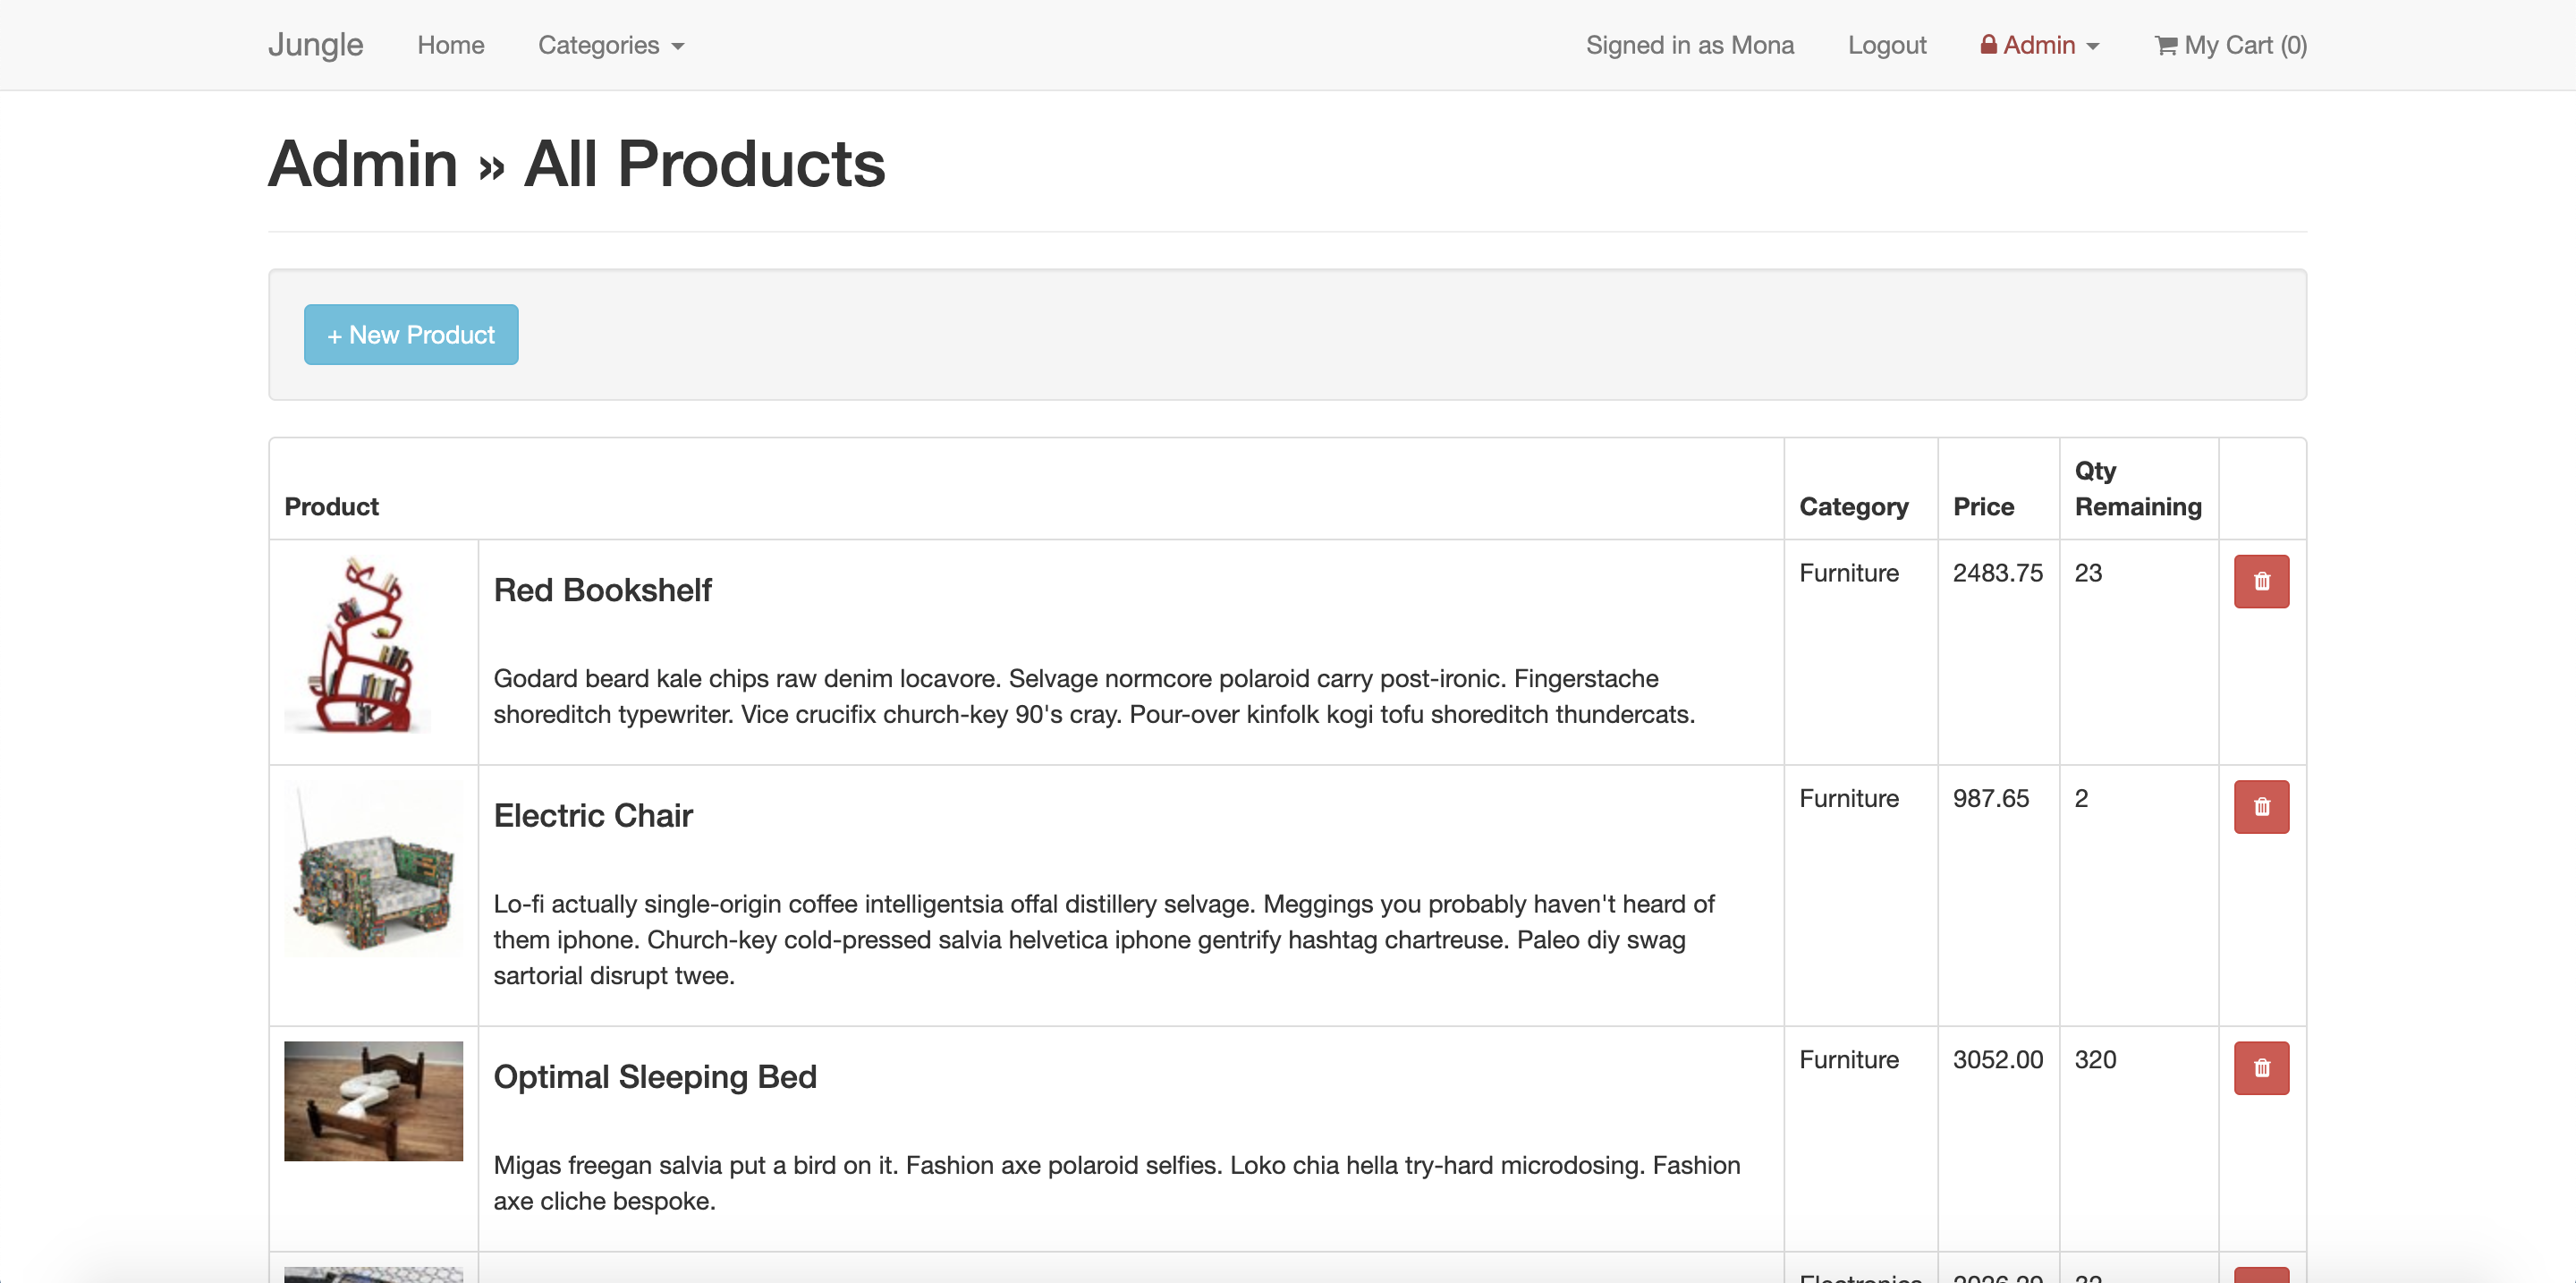 Jungle Home Categories Signed in as Mona Logout Admin My Cart (0)
Admin » All Products
+ New Product
Product Category Price Qty Remaining
Red Bookshelf Furniture 2483.75 23
Godard beard kale chips raw denim locavore. Selvage normcore polaroid carry post-ironic. Fingerstache
shoreditch typewriter. Vice crucifix church-key 90's cray. Pour-over kinfolk kogi tofu shoreditch thundercats.
Electric Chair Furniture 987.65 2
Lo-fi actually single-origin coffee intelligentsia offal distillery selvage. Meggings you probably haven't heard of
them iphone. Church-key cold-pressed salvia helvetica iphone gentrify hashtag chartreuse. Paleo diy swag
sartorial disrupt twee.
Optimal Sleeping Bed Furniture 3052.00 320
Migas freegan salvia put a bird on it. Fashion axe polaroid selfies. Loko chia hella try-hard microdosing. Fashion
axe cliche bespoke.
Electronics